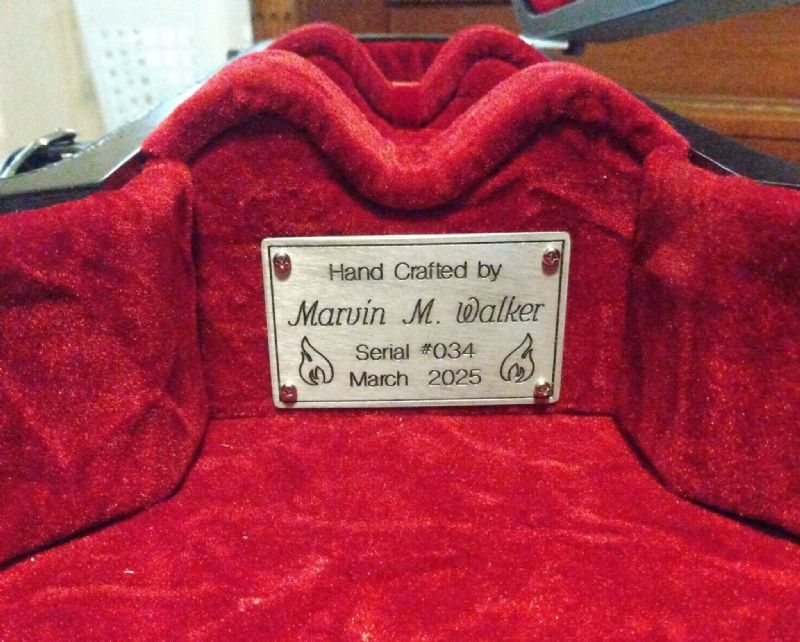 Hand Crafted by
Marvin M. Walker
Serial #034
March 2025